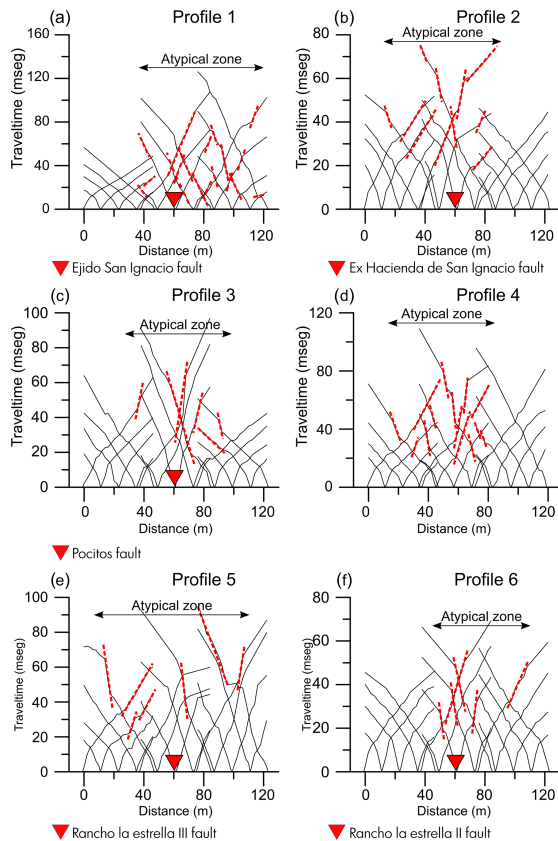 (a) Profile 1
Atypical zone
Traveltime (mseg)
160
120
80
40
0
0 40 80 120
Distance (m)
Ejido San Ignacio fault
(b) Profile 2
Atypical zone
Traveltime (mseg)
80
60
40
20
0
0 40 80 120
Distance (m)
Ex Hacienda de San Ignacio fault
(c) Profile 3
Atypical zone
Traveltime (mseg)
100
80
60
40
20
0
0 40 80 120
Distance (m)
Pocitos fault
(d) Profile 4
Atypical zone
Traveltime (mseg)
120
80
40
0
0 40 80 120
Distance (m)
(e) Profile 5
Atypical zone
Traveltime (mseg)
100
80
60
40
20
0
0 40 80 120
Distance (m)
Rancho la estrella III fault
(f) Profile 6
Atypical zone
Traveltime (mseg)
80
60
40
20
0
0 40 80 120
Distance (m)
Rancho la estrella II fault